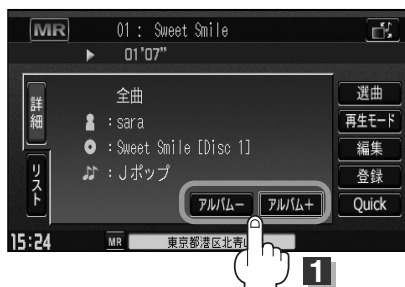 MR 01 : Sweet Smile
▶ 01'07"
詳細
全曲
: sara
: Sweet Smile [Disc 1]
: Jポップ
リスト
アルバム－ アルバム＋
選曲
再生モード
編集
登録
Quick
15:24 MR 東京都港区北青
1